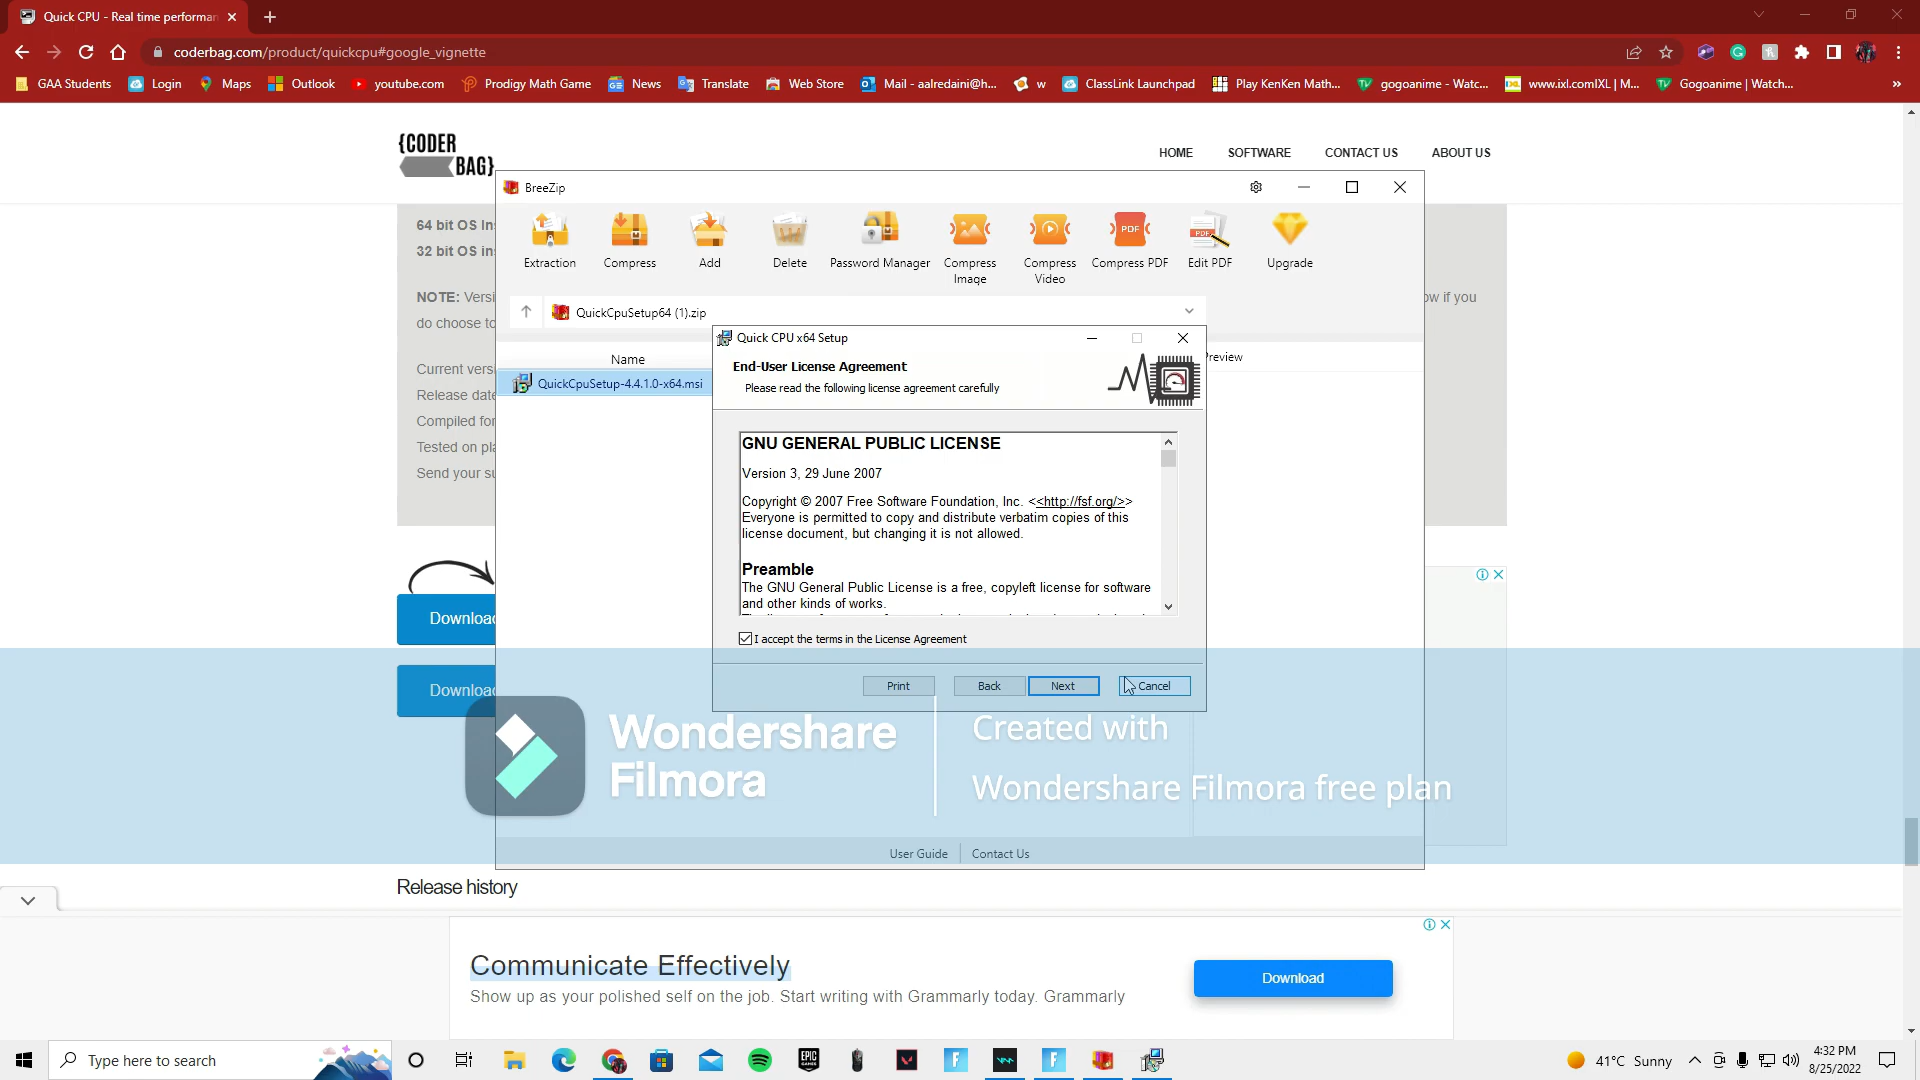 Quick CPU - Real time performan
coderbag.com/product/quickcpu#google_vignette
GAA Students
Login
Maps
Outlook
youtube.com
Prodigy Math Game
News
Translate
Web Store
Mail - aalredaini@h...
w
ClassLink Launchpad
Play KenKen Math...
gogoanime - Watc...
www.ixl.comIXL | M...
Gogoanime | Watch...
»
{CODER
BAG}
HOME
SOFTWARE
CONTACT US
ABOUT US
BreeZip
64 bit OS In
32 bit OS in
Extraction
Compress
Add
Delete
Password Manager
Compress
Image
Compress
Video
PDF
Compress PDF
PDF
Edit PDF
Upgrade
NOTE: Versi
ow if you
do choose to
QuickCpuSetup64 (1).zip
Name
Preview
QuickCpuSetup-4.4.1.0-x64.msi
Current versi
Release date
Compiled for
Tested on pla
Send your su
Quick CPU x64 Setup
End-User License Agreement
Please read the following license agreement carefully
GNU GENERAL PUBLIC LICENSE
Version 3, 29 June 2007
Copyright © 2007 Free Software Foundation, Inc. <<http://fsf.org/>>
Everyone is permitted to copy and distribute verbatim copies of this
license document, but changing it is not allowed.
Preamble
The GNU General Public License is a free, copyleft license for software
and other kinds of works.
I accept the terms in the License Agreement
Print
Back
Next
Cancel
Download
Download
Wondershare
Filmora
Created with
Wondershare Filmora free plan
User Guide
Contact Us
Release history
Communicate Effectively
Show up as your polished self on the job. Start writing with Grammarly today. Grammarly
Download
Type here to search
EPIC
GAMES
41°C Sunny
4:32 PM
8/25/2022